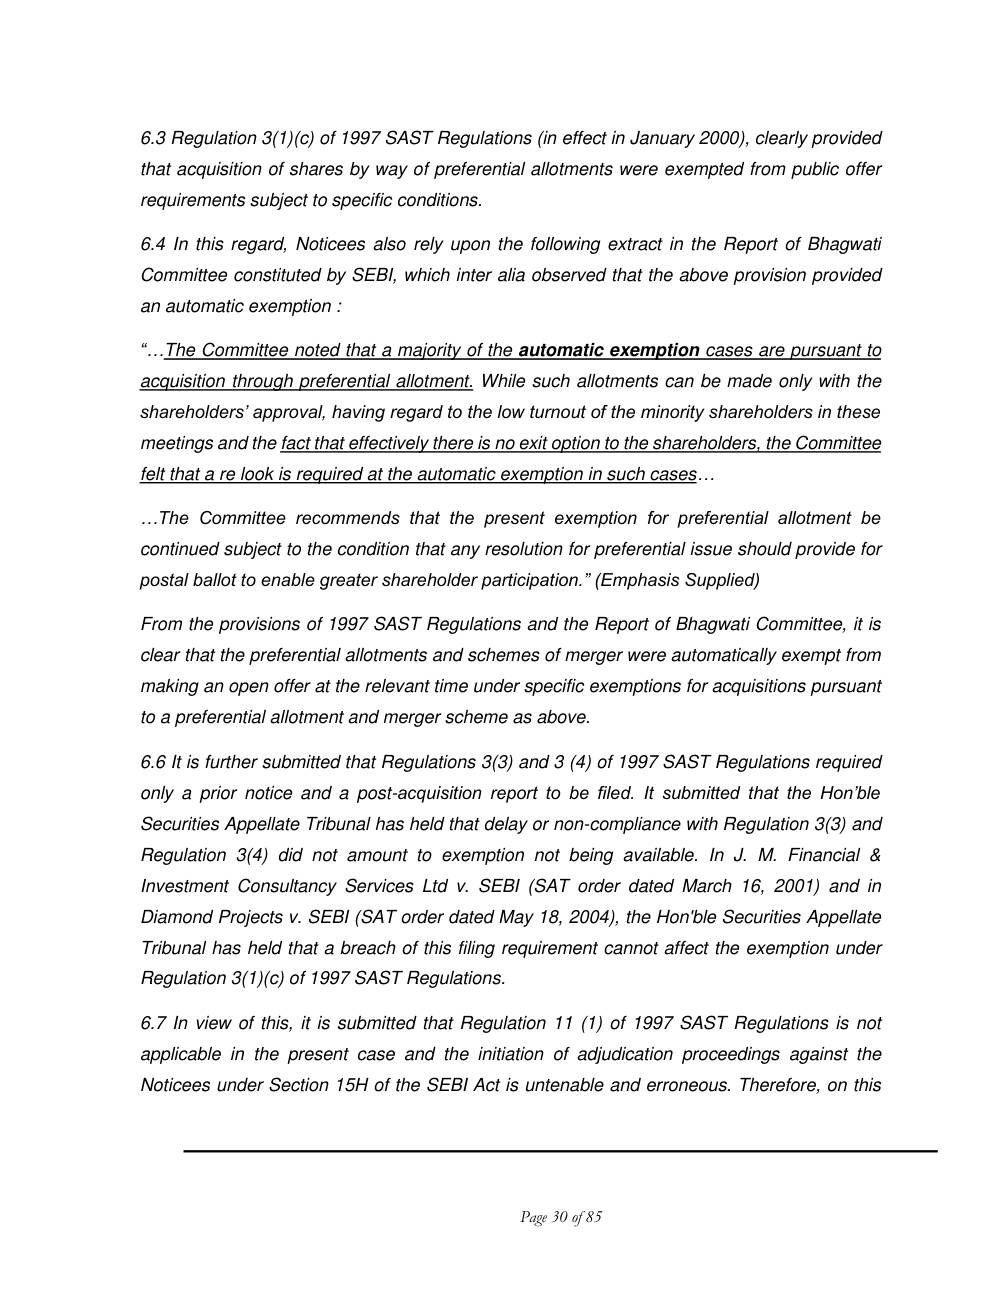 6.3 Regulation 3(1)(c) of 1997 SAST Regulations (in effect in January 2000), clearly provided
that acquisition of shares by way of preferential allotments were exempted from public offer
requirements subject to specific conditions.
6.4 In this regard, Noticees also rely upon the following extract in the Report of Bhagwati
Committee constituted by SEBI, which inter alia observed that the above provision provided
an automatic exemption :
“…The Committee noted that a majority of the automatic exemption cases are pursuant to
acquisition through preferential allotment. While such allotments can be made only with the
shareholders’ approval, having regard to the low turnout of the minority shareholders in these
meetings and the fact that effectively there is no exit option to the shareholders, the Committee
felt that a re look is required at the automatic exemption in such cases…
…The Committee recommends that the present exemption for preferential allotment be
continued subject to the condition that any resolution for preferential issue should provide for
postal ballot to enable greater shareholder participation.” (Emphasis Supplied)
From the provisions of 1997 SAST Regulations and the Report of Bhagwati Committee, it is
clear that the preferential allotments and schemes of merger were automatically exempt from
making an open offer at the relevant time under specific exemptions for acquisitions pursuant
to a preferential allotment and merger scheme as above.
6.6 It is further submitted that Regulations 3(3) and 3 (4) of 1997 SAST Regulations required
only a prior notice and a post-acquisition report to be filed. It submitted that the Hon’ble
Securities Appellate Tribunal has held that delay or non-compliance with Regulation 3(3) and
Regulation 3(4) did not amount to exemption not being available. In J. M. Financial &
Investment Consultancy Services Ltd v. SEBI (SAT order dated March 16, 2001) and in
Diamond Projects v. SEBI (SAT order dated May 18, 2004), the Hon'ble Securities Appellate
Tribunal has held that a breach of this filing requirement cannot affect the exemption under
Regulation 3(1)(c) of 1997 SAST Regulations.
6.7 In view of this, it is submitted that Regulation 11 (1) of 1997 SAST Regulations is not
applicable in the present case and the initiation of adjudication proceedings against the
Noticees under Section 15H of the SEBI Act is untenable and erroneous. Therefore, on this
Page 30 of 85